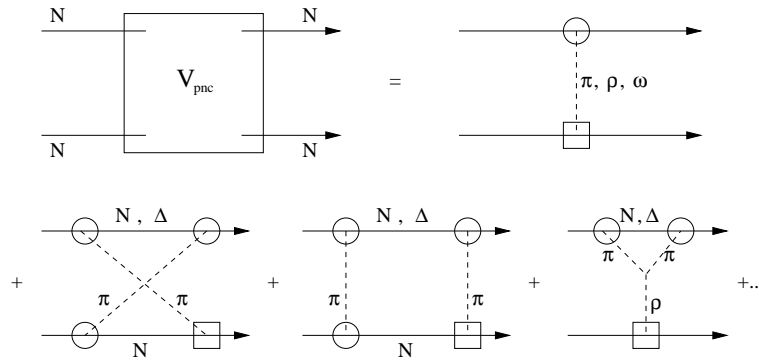 N N
V_pnc = π, ρ, ω
N N
N , Δ N , Δ N,Δ
+ π π + π π + π π +..
ρ
N N